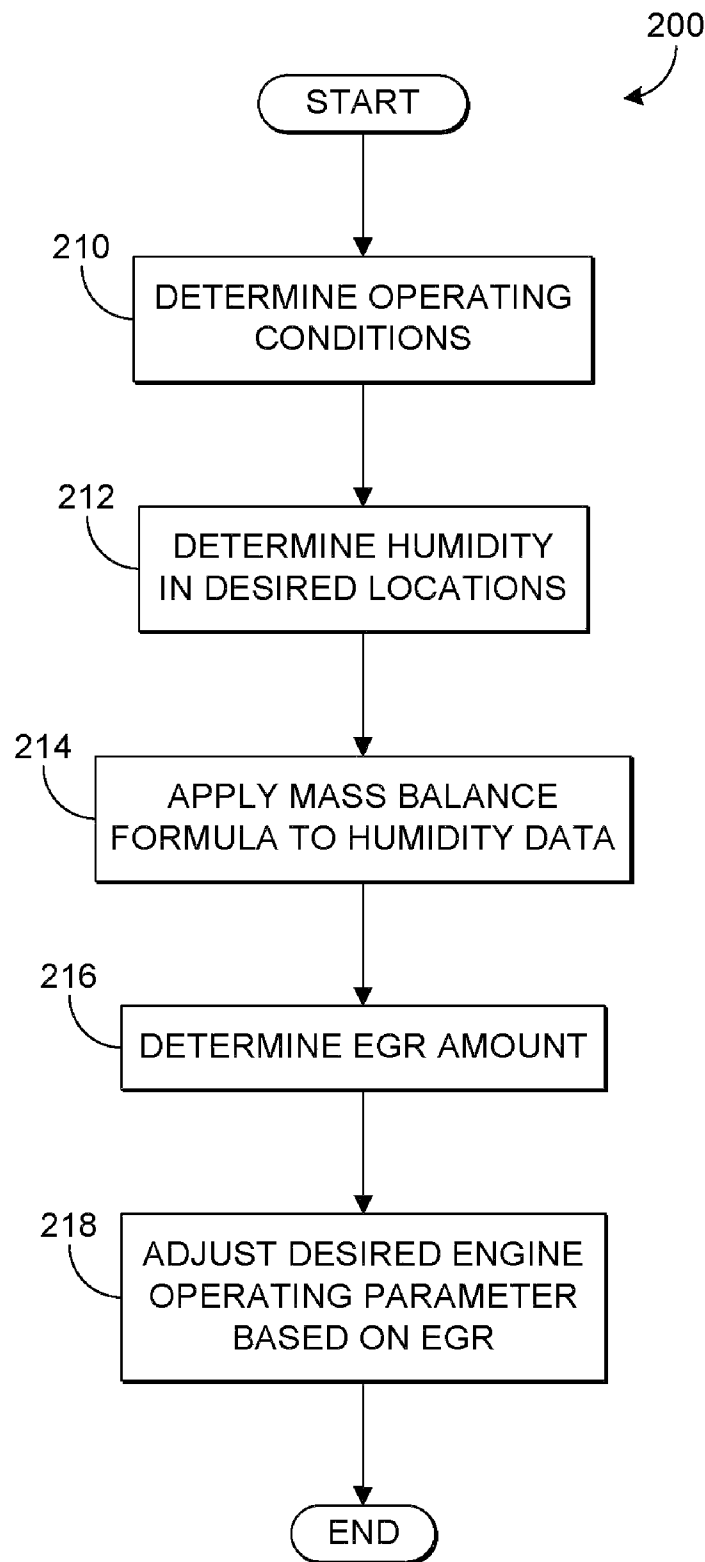 200
START
210
DETERMINE OPERATING
CONDITIONS
212
DETERMINE HUMIDITY
IN DESIRED LOCATIONS
214
APPLY MASS BALANCE
FORMULA TO HUMIDITY DATA
216
DETERMINE EGR AMOUNT
218
ADJUST DESIRED ENGINE
OPERATING PARAMETER
BASED ON EGR
END